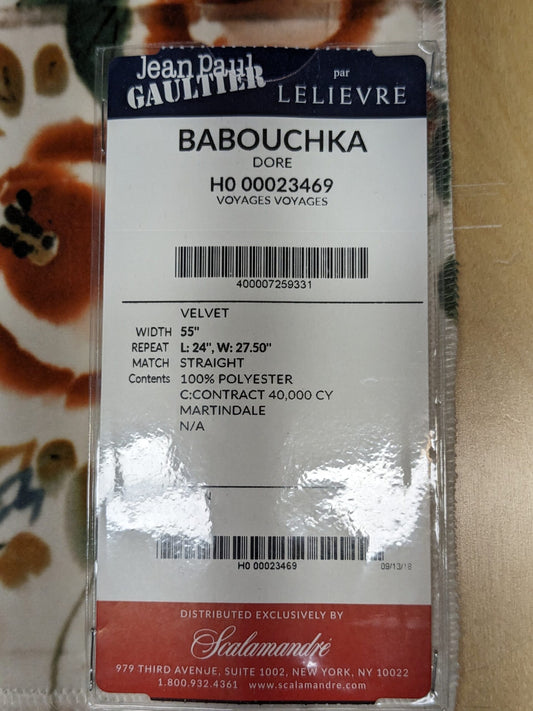 Jean Paul
GAULTIER
par
LELIEVRE
BABOUCHKA
DORE
H0 00023469
VOYAGES VOYAGES
400007259331
VELVET
WIDTH 55"
REPEAT L: 24", W: 27.50"
MATCH STRAIGHT
Contents 100% POLYESTER
C:CONTRACT 40,000 CY
MARTINDALE
N/A
H0 00023469
09/13/18
DISTRIBUTED EXCLUSIVELY BY
Scalamandré
979 THIRD AVENUE, SUITE 1002, NEW YORK, NY 10022
1.800.932.4361 www.scalamandre.com